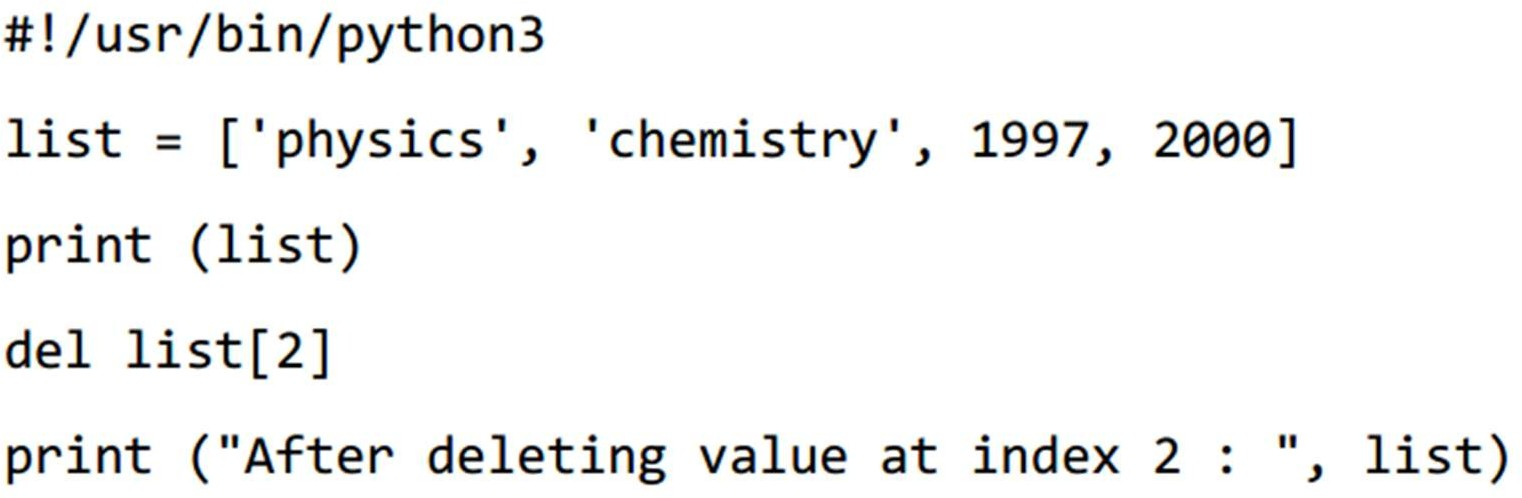 #!/usr/bin/python3
list = ['physics', 'chemistry', 1997, 2000]
print (list)
del list[2]
print ("After deleting value at index 2 : ", list)